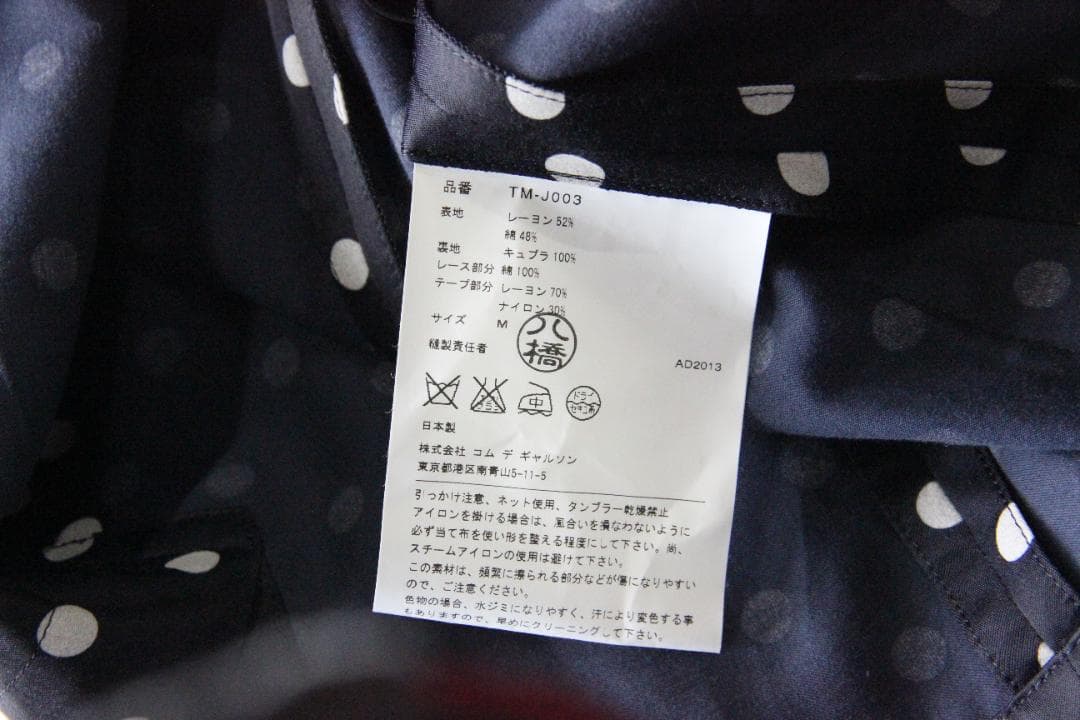 品番 TM-J003
表地 レーヨン 52%
綿 48%
裏地 キュプラ 100%
レース部分 綿 100%
テープ部分 レーヨン 70%
ナイロン 30%
サイズ M
縫製責任者 八橋
AD2013
中 ドライ セキユ系
日本製
株式会社 コム デ ギャルソン
東京都港区南青山5-11-5
引っかけ注意、ネット使用、タンブラー乾燥禁止
アイロンを掛ける場合は、風合いを損なわないように
必ず当て布を使い形を整える程度にして下さい。尚、
スチームアイロンの使用は避けて下さい。
この素材は、頻繁に擦られる部分などが傷になりやすい
ので、ご注意ください。
色物の場合、水ジミになりやすく、汗により変色する事
もありますので、早めにクリーニングして下さい。